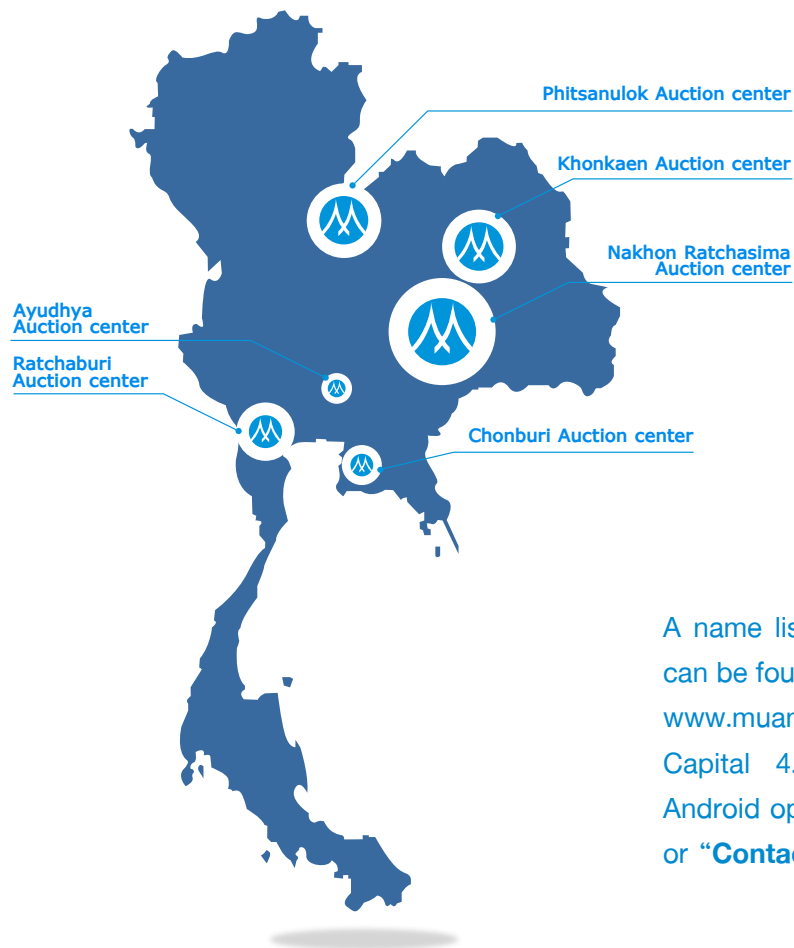 Phitsanulok Auction center
Khonkaen Auction center
Nakhon Ratchasima
Auction center
Ayudhya
Auction center
Ratchaburi
Auction center
Chonburi Auction center
A name lis
can be fou
www.muan
Capital 4.
Android op
or “Contac